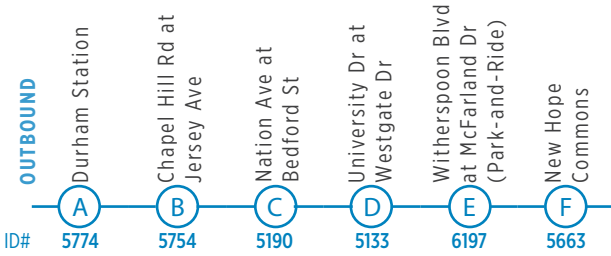 OUTBOUND
Durham Station
Chapel Hill Rd at
Jersey Ave
Nation Ave at
Bedford St
University Dr at
Westgate Dr
Witherspoon Blvd
at McFarland Dr
(Park-and-Ride)
New Hope
Commons
A B C D E F
ID# 5774 5754 5190 5133 6197 5663